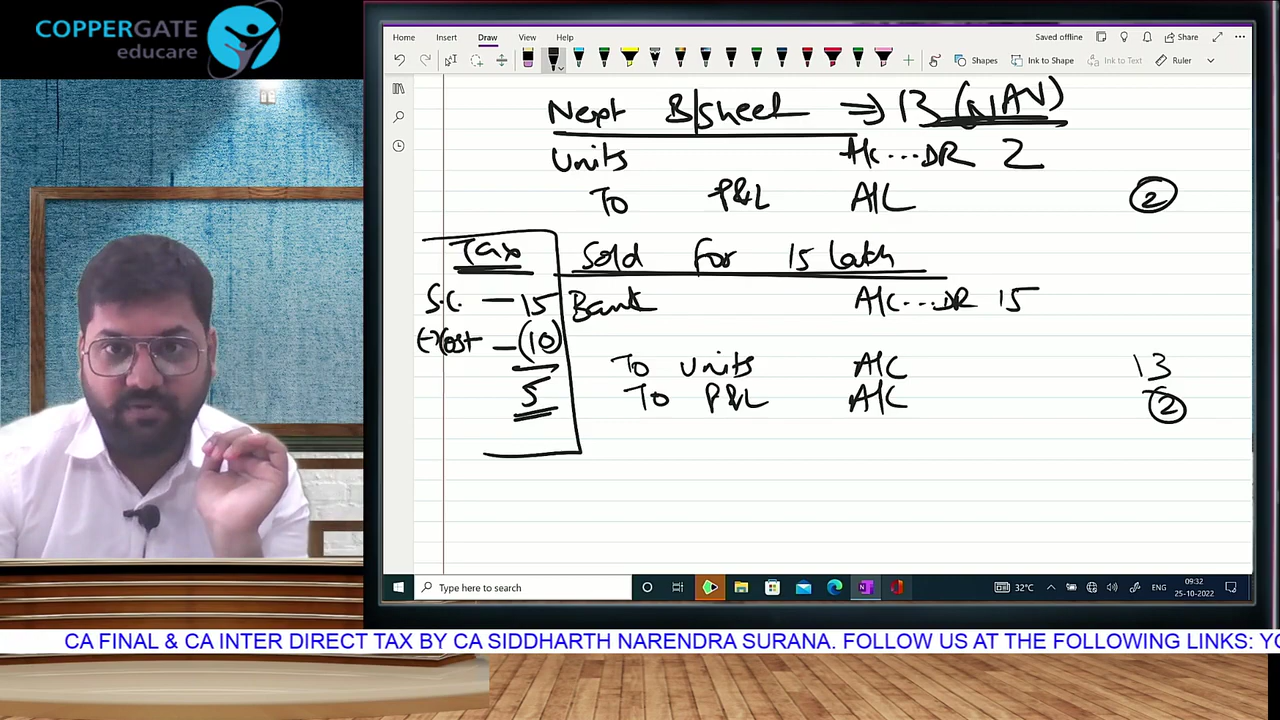 COPPERGATE
educare
Home Insert Draw View Help
Saved offline
Share
Shapes
Ink to Shape
Ink to Text
Ruler
Next B/Sheet ⇒ 13 (NAV)
Units A/c...DR 2
To P&L A/C 2
Tax
S.C. — 15
(-) Cost — (10)
5
Sold for 15 lakh
Bank A/C...DR 15
To Units A/C 13
To P&L A/C 2
Type here to search
32°C
ENG
09:32
25-10-2022
CA FINAL & CA INTER DIRECT TAX BY CA SIDDHARTH NARENDRA SURANA. FOLLOW US AT THE FOLLOWING LINKS: YO